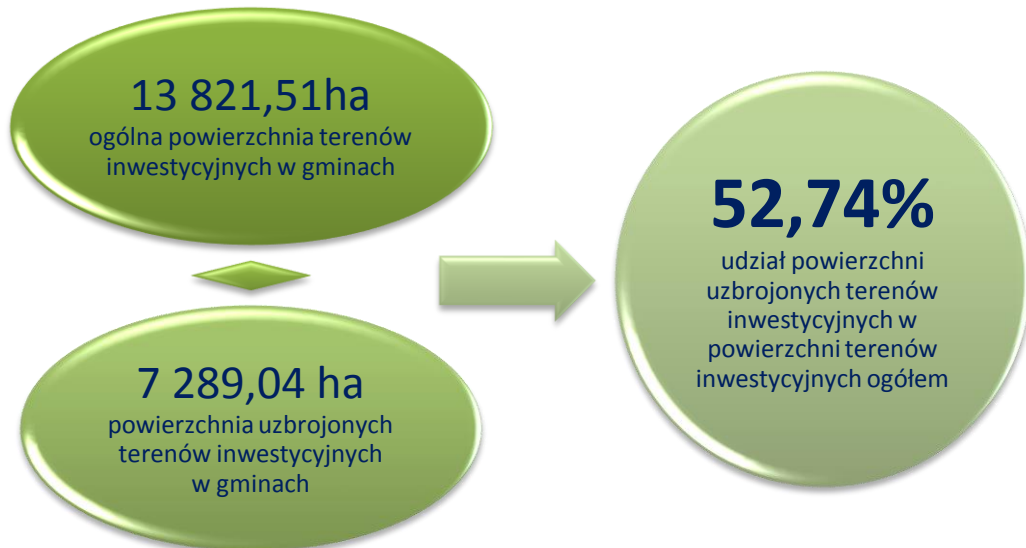 13 821,51ha
ogólna powierzchnia terenów
inwestycyjnych w gminach
7 289,04 ha
powierzchnia uzbrojonych
terenów inwestycyjnych
w gminach
52,74%
udział powierzchni
uzbrojonych terenów
inwestycyjnych w
powierzchni terenów
inwestycyjnych ogółem